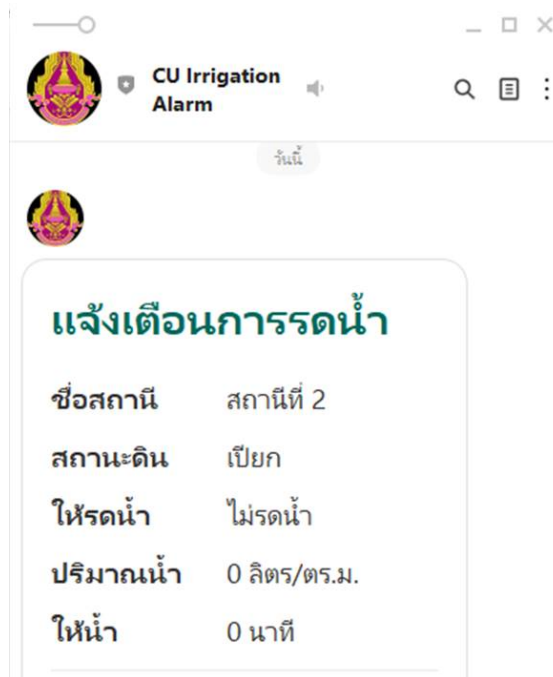 CU Irrigation
Alarm
วันนี้
แจ้งเตือนการรดน้ำ
ชื่อสถานี สถานีที่ 2
สถานะดิน เปียก
ให้รดน้ำ ไม่รดน้ำ
ปริมาณน้ำ 0 ลิตร/ตร.ม.
ให้น้ำ 0 นาที